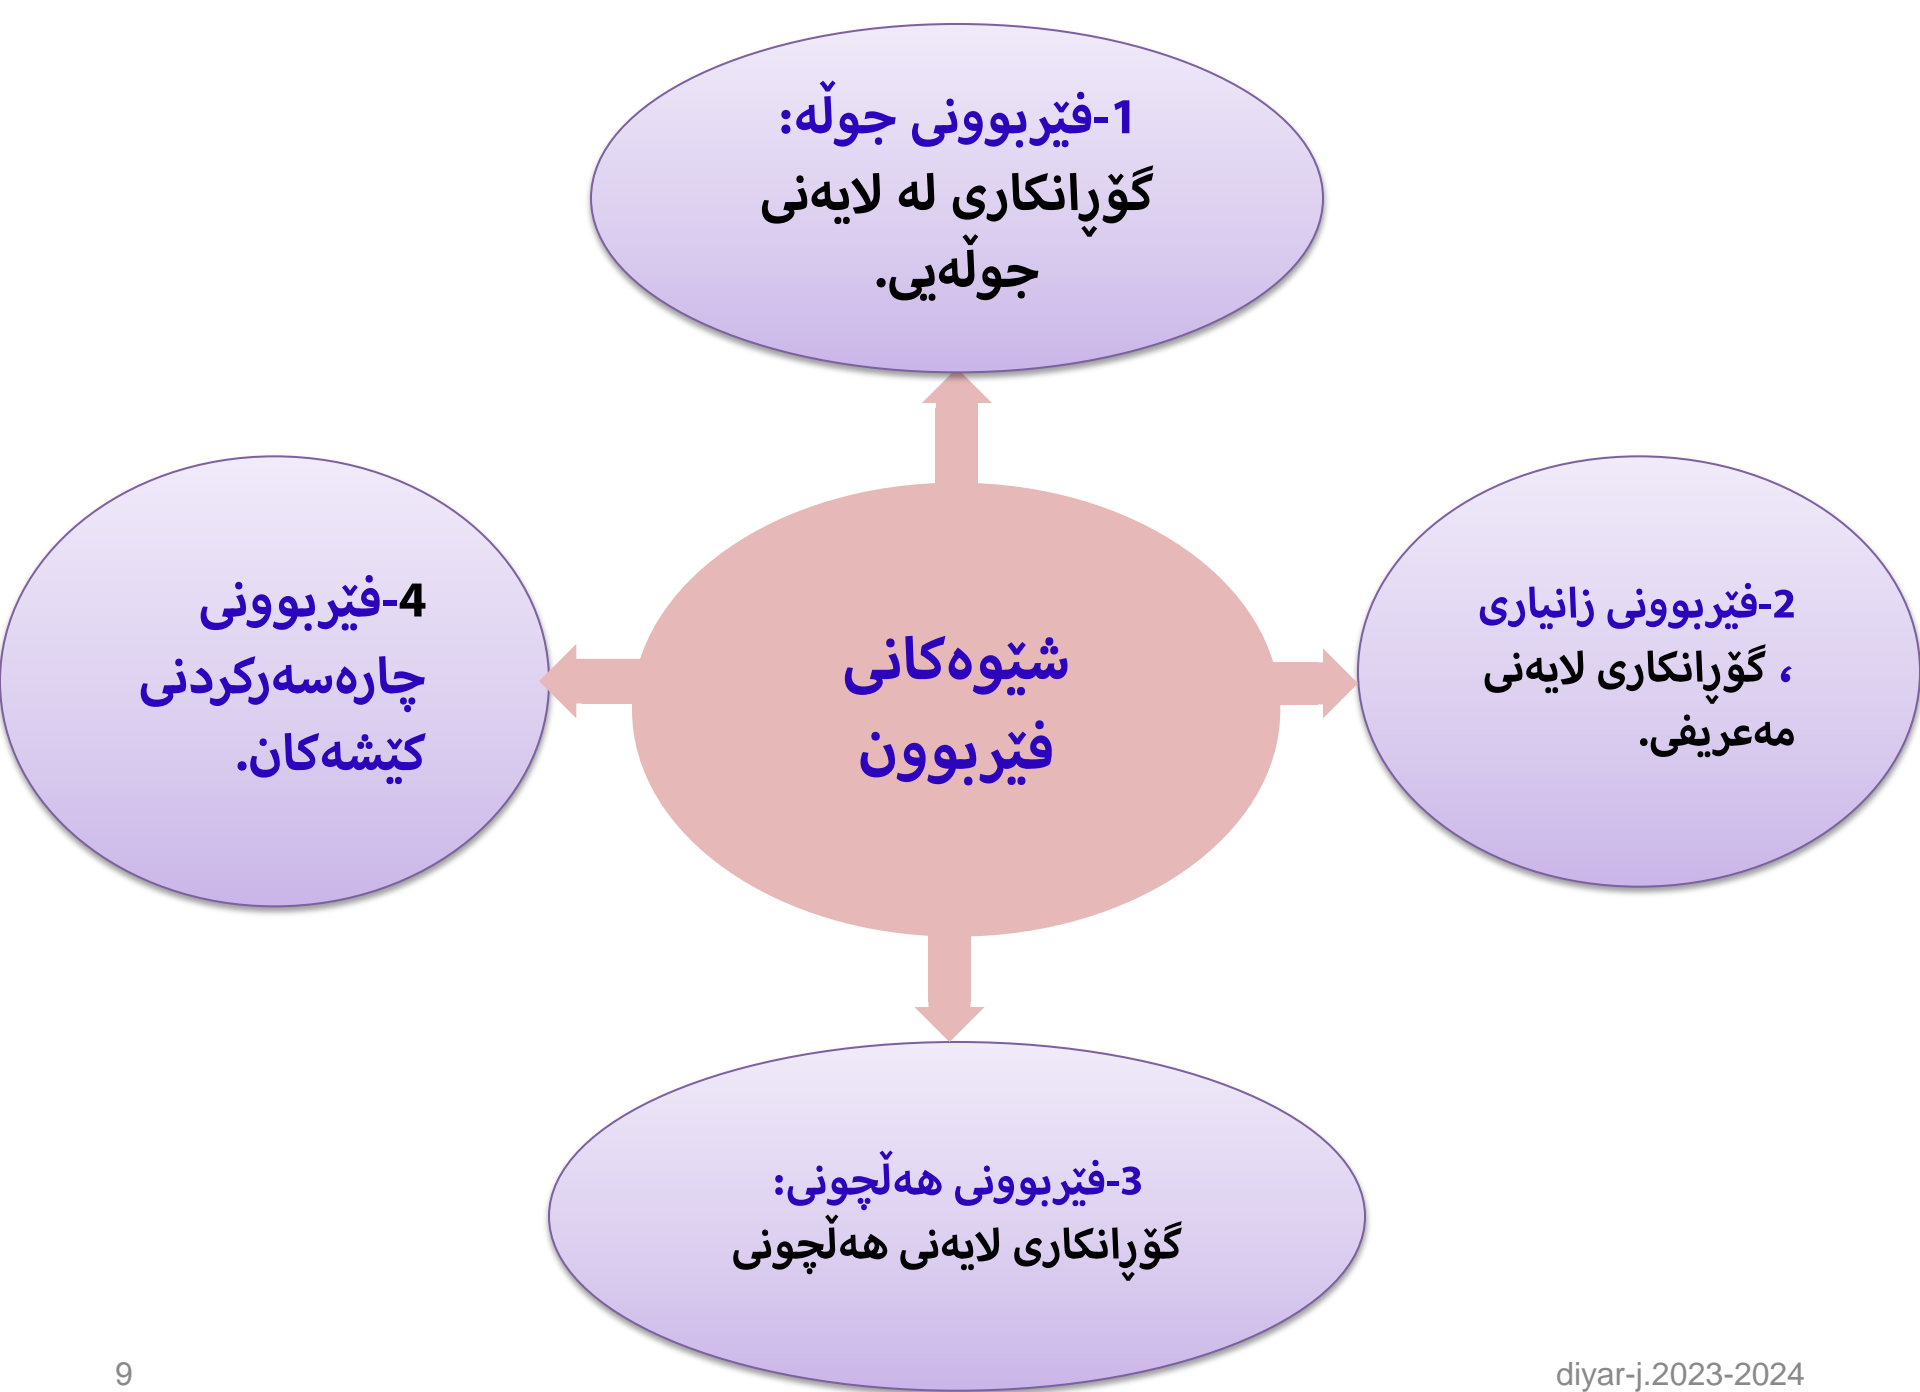 1-فێربوونی جوڵە:
گۆڕانکاری لە لایەنی
جوڵەیی.
2-فێربوونی زانیاری
، گۆڕانکاری لایەنی
مەعریفی.
4-فێربوونی
چارەسەرکردنی
کێشەکان.
شێوەکانی
فێربوون
3-فێربوونی هەڵچونی:
گۆڕانکاری لایەنی هەڵچونی
9
diyar-j.2023-2024